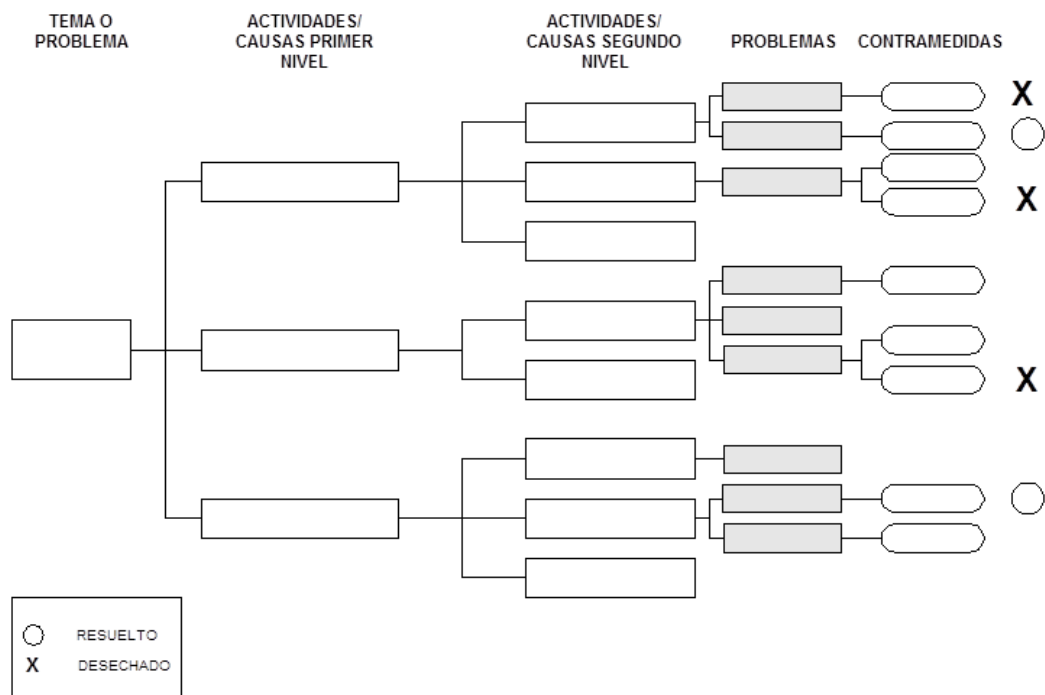 TEMA O
PROBLEMA
ACTIVIDADES/
CAUSAS PRIMER
NIVEL
ACTIVIDADES/
CAUSAS SEGUNDO
NIVEL
PROBLEMAS
CONTRAMEDIDAS
X
X
X
RESUELTO
X DESECHADO